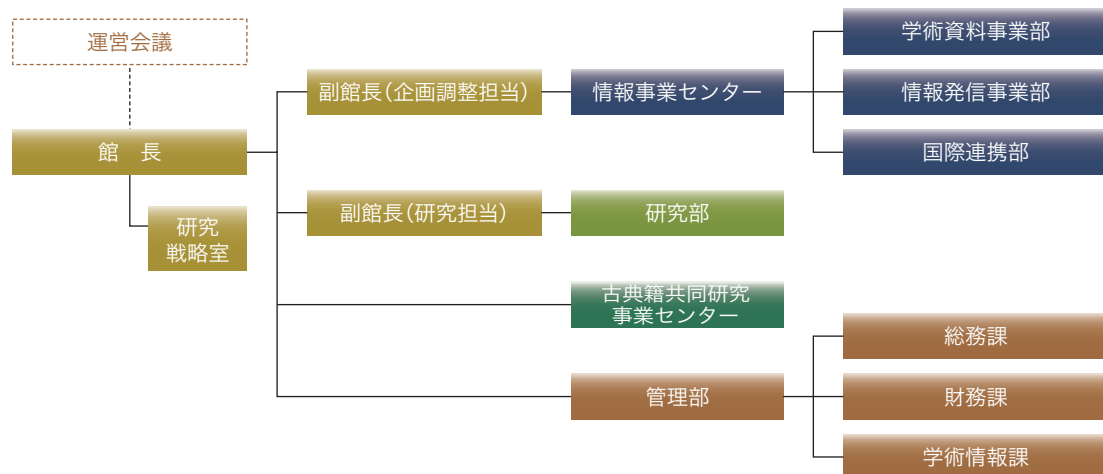 運営会議
館　長
研究
戦略室
副館長（企画調整担当）
情報事業センター
学術資料事業部
情報発信事業部
国際連携部
副館長（研究担当）
研究部
古典籍共同研究
事業センター
管理部
総務課
財務課
学術情報課